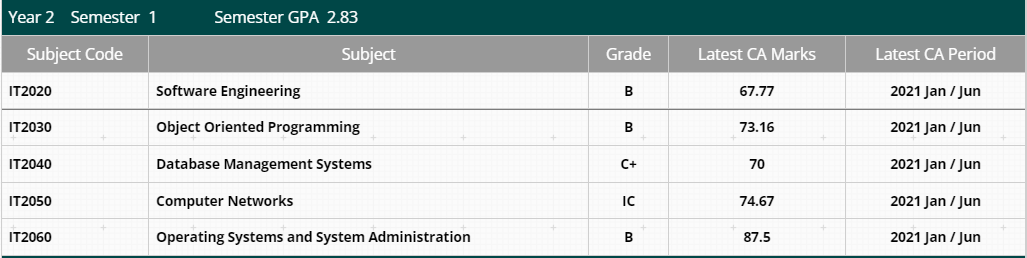 Year 2 Semester 1 Semester GPA 2.83
Subject Code Subject Grade Latest CA Marks Latest CA Period
IT2020 Software Engineering B 67.77 2021 Jan / Jun
IT2030 Object Oriented Programming B 73.16 2021 Jan / Jun
IT2040 Database Management Systems C+ 70 2021 Jan / Jun
IT2050 Computer Networks IC 74.67 2021 Jan / Jun
IT2060 Operating Systems and System Administration B 87.5 2021 Jan / Jun